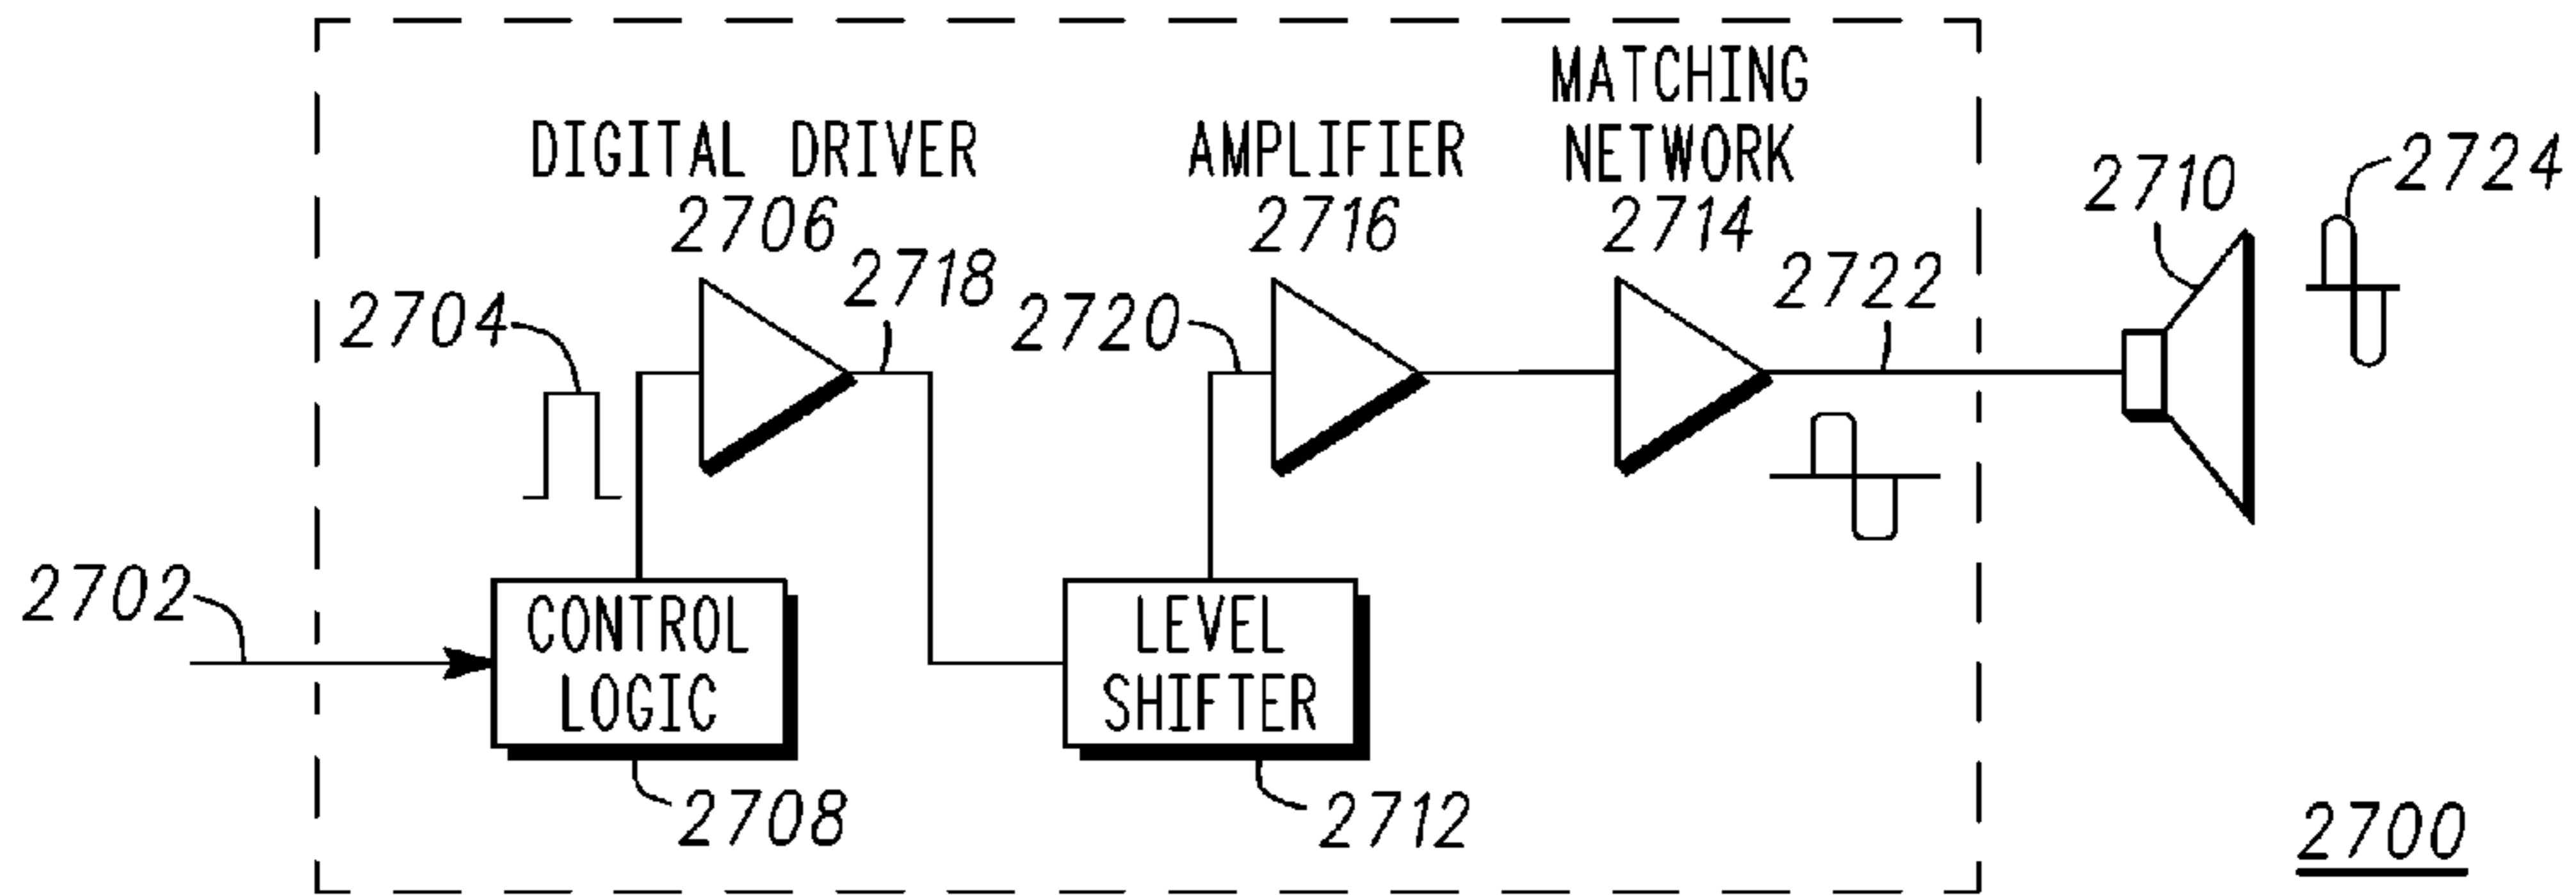 MATCHING
NETWORK
2714
DIGITAL DRIVER
2706
AMPLIFIER
2716
2710
2724
2704
2718
2720
2722
2702
CONTROL
LOGIC
2708
LEVEL
SHIFTER
2712
2700